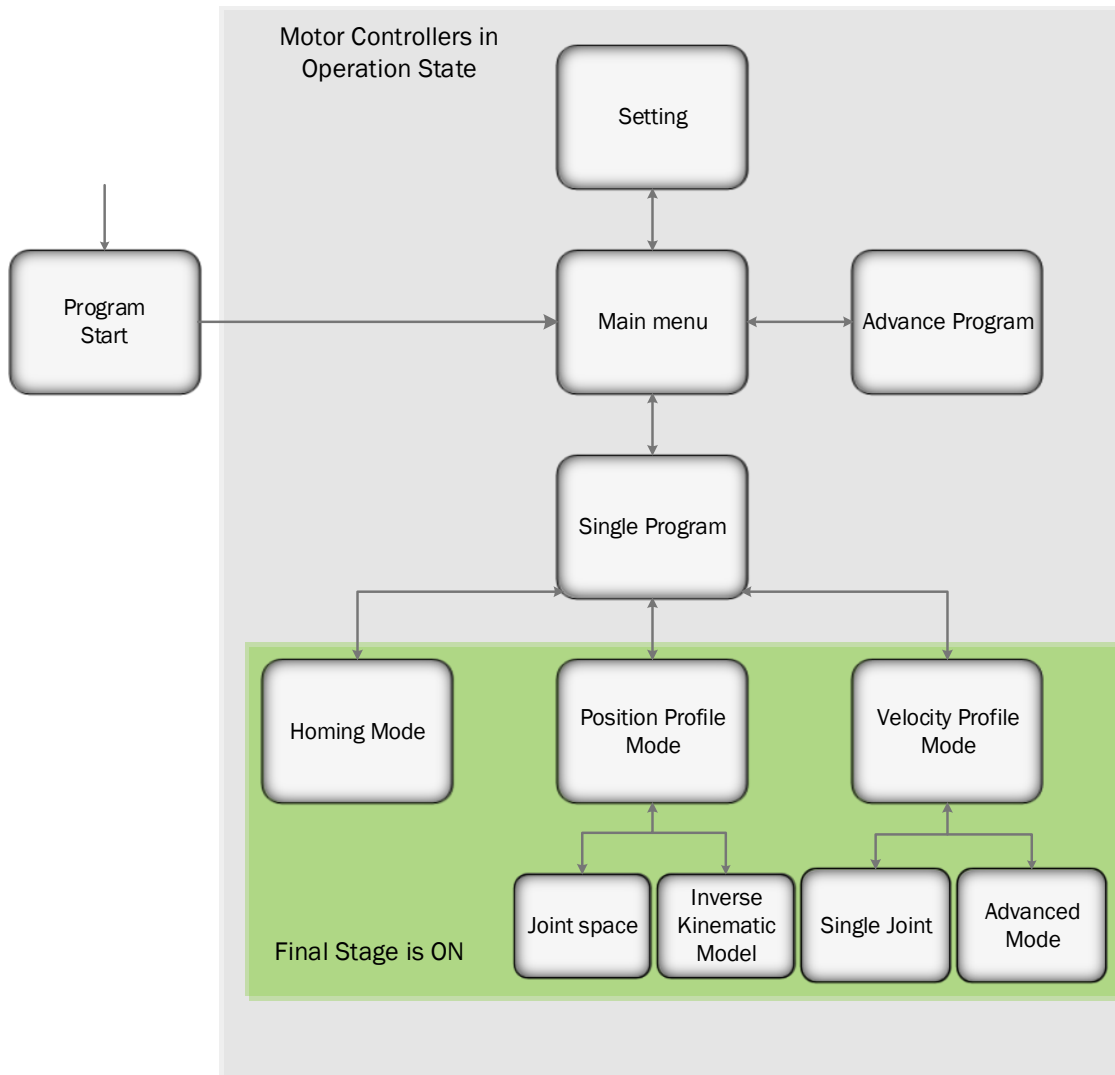 Motor Controllers in
Operation State
Setting
Program
Start
Main menu
Advance Program
Single Program
Homing Mode
Position Profile
Mode
Velocity Profile
Mode
Joint space
Inverse
Kinematic
Model
Single Joint
Advanced
Mode
Final Stage is ON